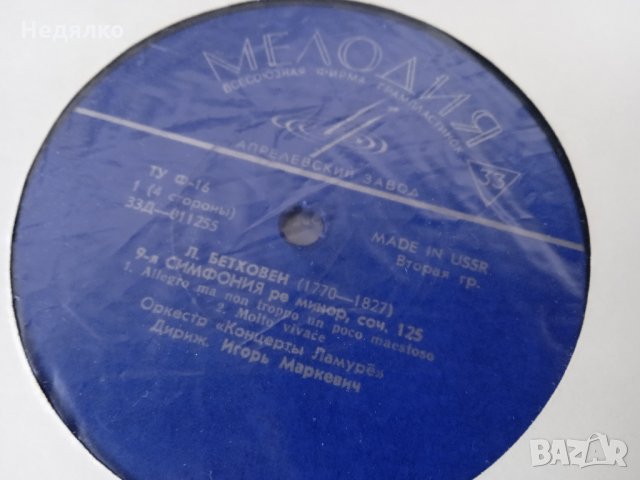 Недялко
МЕЛОДИЯ
ВСЕСОЮЗНАЯ ФИРМА ГРАМПЛАСТИНОК
АПРЕЛЕВСКИЙ ЗАВОД
33
ТУ Ф-16
1 (4 стороны)
33Д—011255
MADE IN USSR
Вторая гр.
Л. БЕТХОВЕН (1770—1827)
9-я СИМФОНИЯ ре минор, соч. 125
1. Allegro ma non troppo un poco maestoso
2. Molto vivace
Оркестр «Концерты Ламурё»
Дириж. Игорь Маркевич
BAZAR